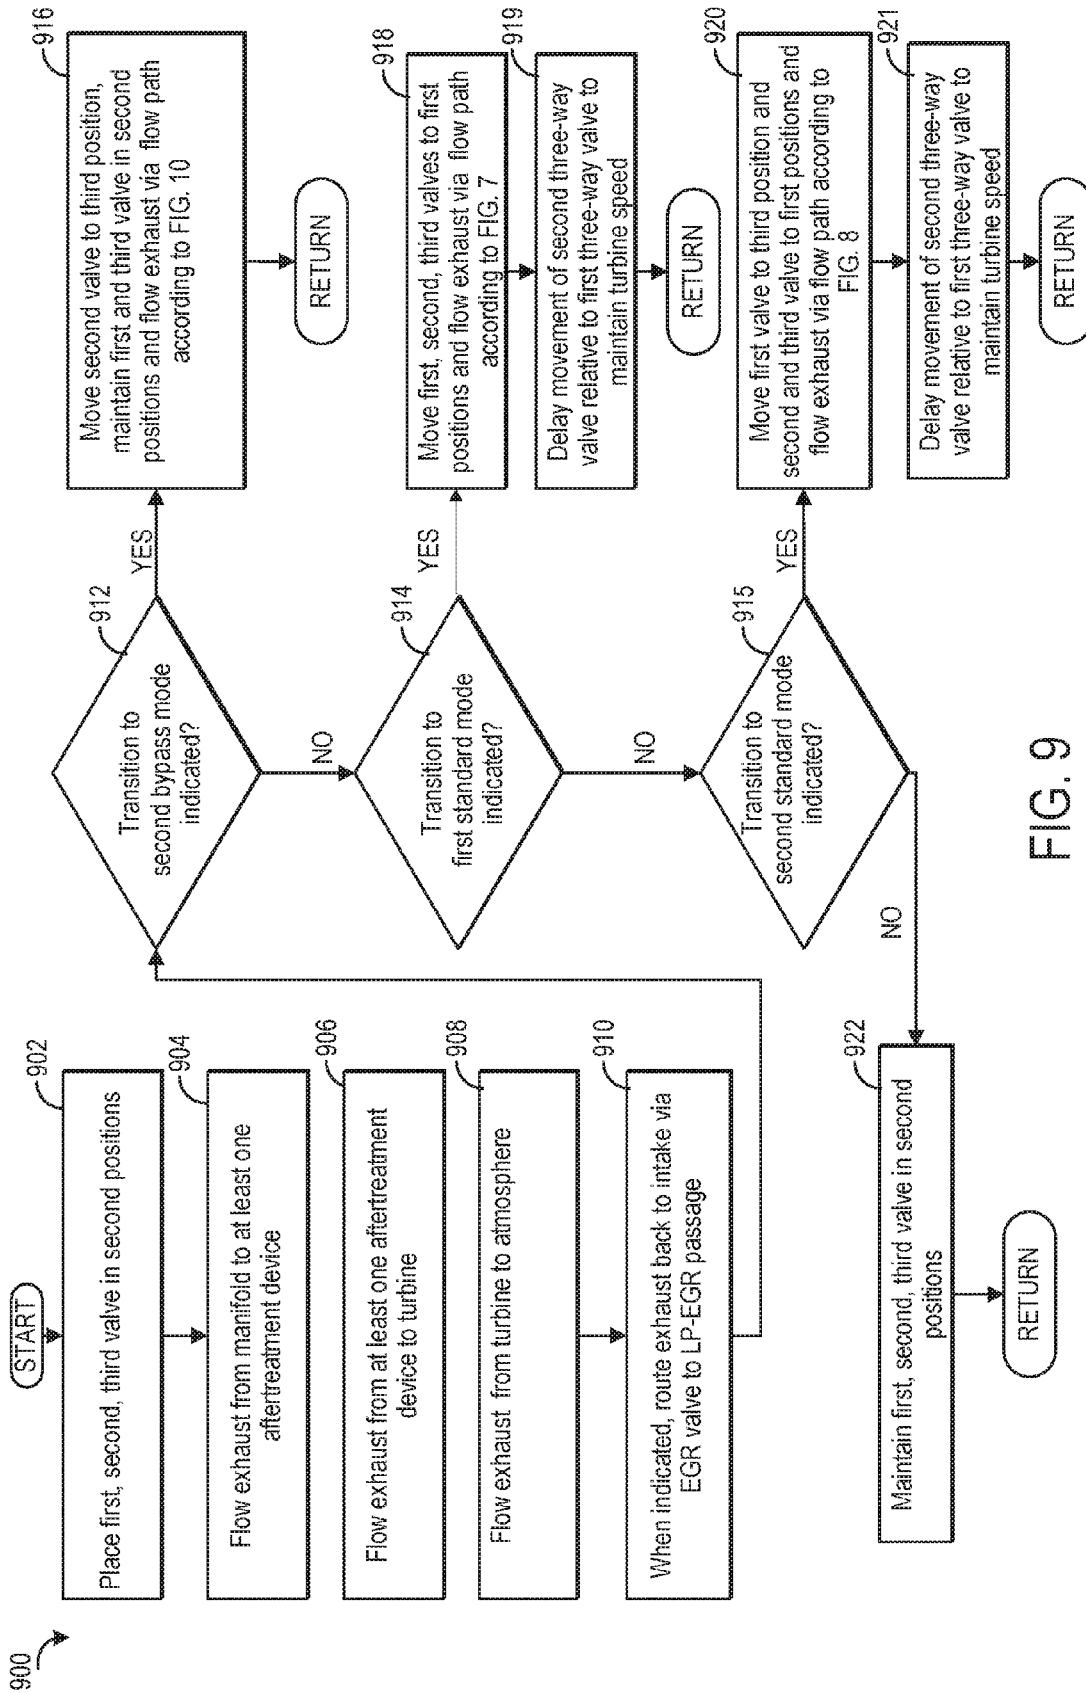 900
START
902
Place first, second, third valve in second positions
904
Flow exhaust from manifold to at least one
aftertreatment device
906
Flow exhaust from at least one aftertreatment
device to turbine
908
Flow exhaust from turbine to atmosphere
910
When indicated, route exhaust back to intake via
EGR valve to LP-EGR passage
912
Transition to
second bypass mode
indicated?
YES
NO
916
Move second valve to third position,
maintain first and third valve in second
positions and flow exhaust via flow path
according to FIG. 10
RETURN
914
Transition to
first standard mode
indicated?
YES
NO
918
Move first, second, third valves to first
positions and flow exhaust via flow path
according to FIG. 7
919
Delay movement of second three-way
valve relative to first three-way valve to
maintain turbine speed
RETURN
915
Transition to
second standard mode
indicated?
YES
NO
920
Move first valve to third position and
second and third valve to first positions and
flow exhaust via flow path according to
FIG. 8
921
Delay movement of second three-way
valve relative to first three-way valve to
maintain turbine speed
RETURN
922
Maintain first, second, third valve in second
positions
RETURN
FIG. 9